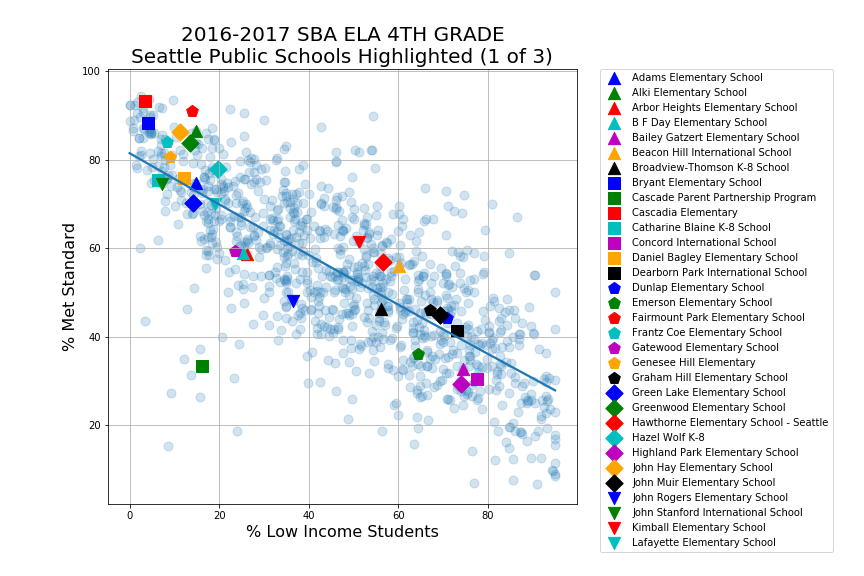 2016-2017 SBA ELA 4TH GRADE
Seattle Public Schools Highlighted (1 of 3)
% Met Standard
100
80
60
40
20
0
20
40
60
80
% Low Income Students
Adams Elementary School
Alki Elementary School
Arbor Heights Elementary School
B F Day Elementary School
Bailey Gatzert Elementary School
Beacon Hill International School
Broadview-Thomson K-8 School
Bryant Elementary School
Cascade Parent Partnership Program
Cascadia Elementary
Catharine Blaine K-8 School
Concord International School
Daniel Bagley Elementary School
Dearborn Park International School
Dunlap Elementary School
Emerson Elementary School
Fairmount Park Elementary School
Frantz Coe Elementary School
Gatewood Elementary School
Genesee Hill Elementary
Graham Hill Elementary School
Green Lake Elementary School
Greenwood Elementary School
Hawthorne Elementary School - Seattle
Hazel Wolf K-8
Highland Park Elementary School
John Hay Elementary School
John Muir Elementary School
John Rogers Elementary School
John Stanford International School
Kimball Elementary School
Lafayette Elementary School